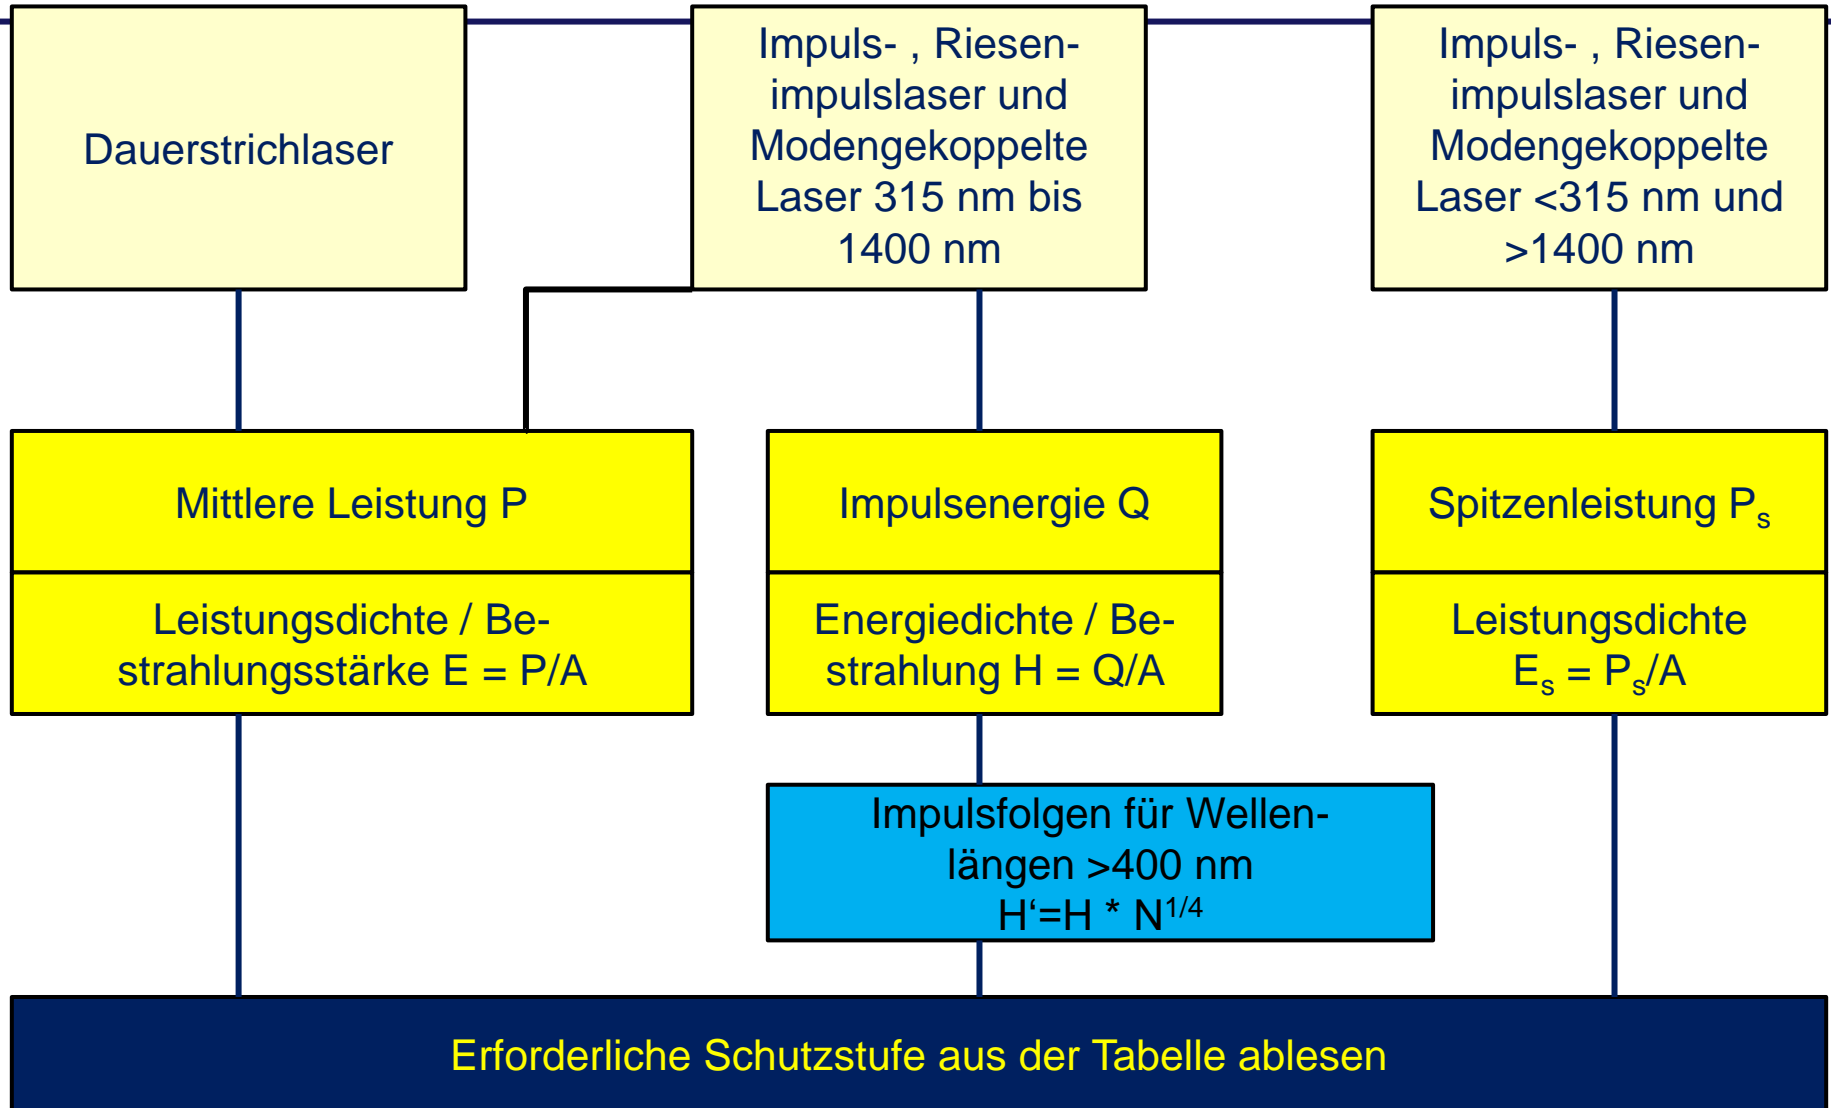 Dauerstrichlaser
Impuls- , Riesen-
impulslaser und
Modengekoppelte
Laser 315 nm bis
1400 nm
Impuls- , Riesen-
impulslaser und
Modengekoppelte
Laser <315 nm und
>1400 nm
Mittlere Leistung P
Leistungsdichte / Be-
strahlungsstärke E = P/A
Impulsenergie Q
Energiedichte / Be-
strahlung H = Q/A
Spitzenleistung Pₛ
Leistungsdichte
Eₛ = Pₛ/A
Impulsfolgen für Wellen-
längen >400 nm
H‘=H * N¹ᐟ⁴
Erforderliche Schutzstufe aus der Tabelle ablesen